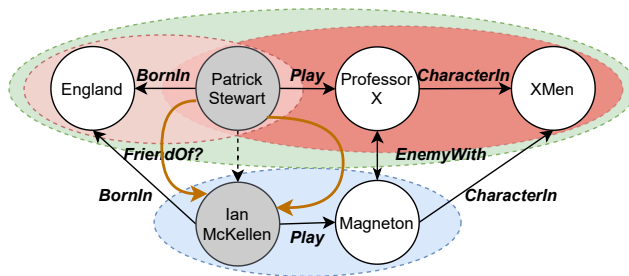 England
BornIn
Patrick
Stewart
Play
Professor
X
CharacterIn
XMen
FriendOf?
EnemyWith
BornIn
Ian
McKellen
Play
Magneton
CharacterIn